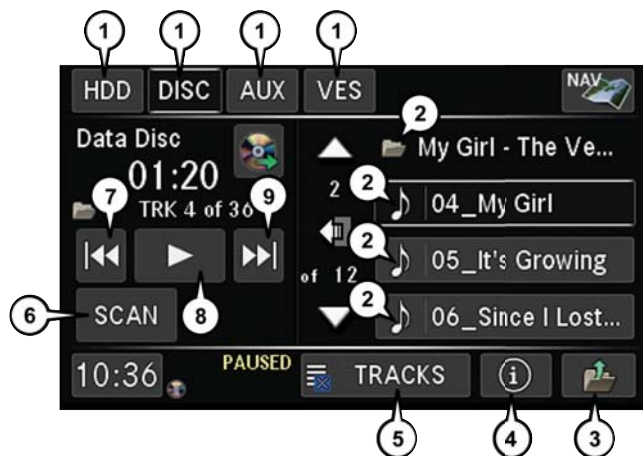 1 1 1 1
HDD DISC AUX VES NAV
2
Data Disc
My Girl - The Ve...
01:20
7 9 2 2
TRK 4 of 36
04_My Girl
2
05_It's Growing
of 12
2
6 SCAN 8
06_Since I Lost...
10:36 PAUSED TRACKS i
5 4 3